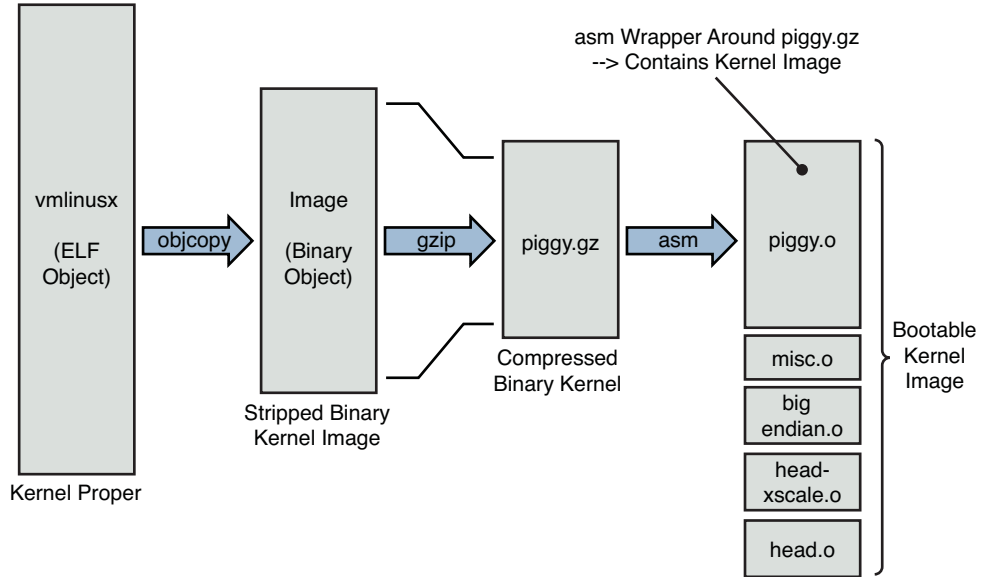 asm Wrapper Around piggy.gz
--> Contains Kernel Image
vmlinusx
(ELF
Object)
objcopy
Image
(Binary
Object)
gzip
piggy.gz
asm
piggy.o
misc.o
big
endian.o
head-
xscale.o
head.o
Bootable
Kernel
Image
Compressed
Binary Kernel
Stripped Binary
Kernel Image
Kernel Proper